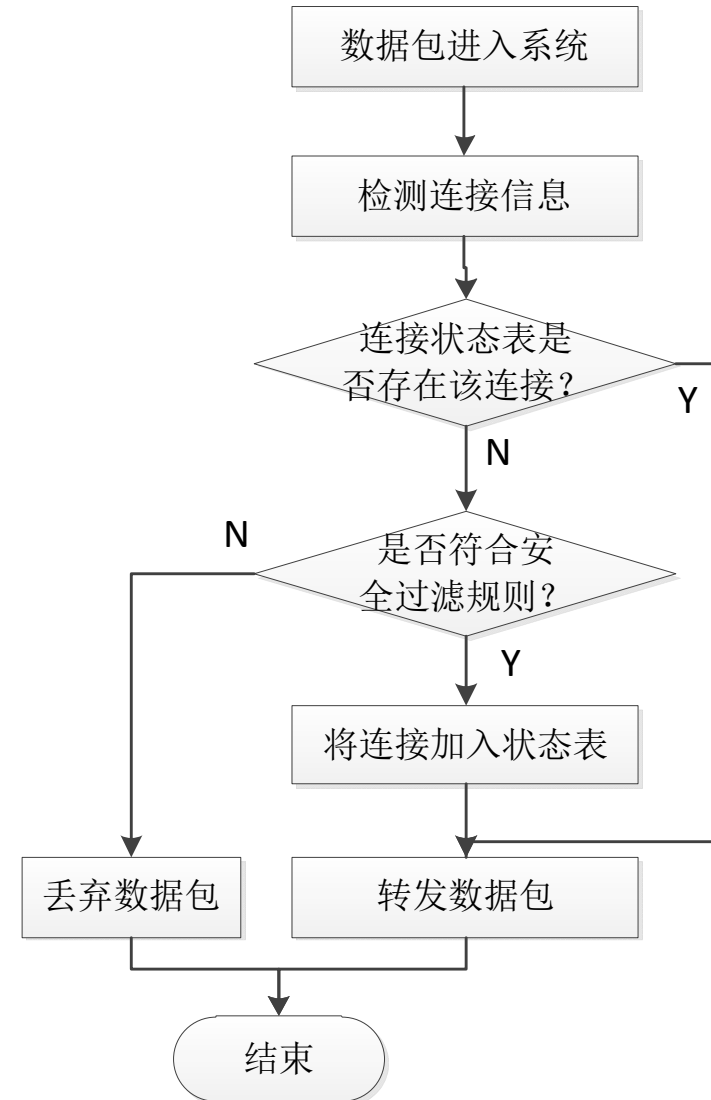 数据包进入系统
检测连接信息
连接状态表是
否存在该连接？
Y
N
N
是否符合安
全过滤规则？
Y
将连接加入状态表
丢弃数据包
转发数据包
结束